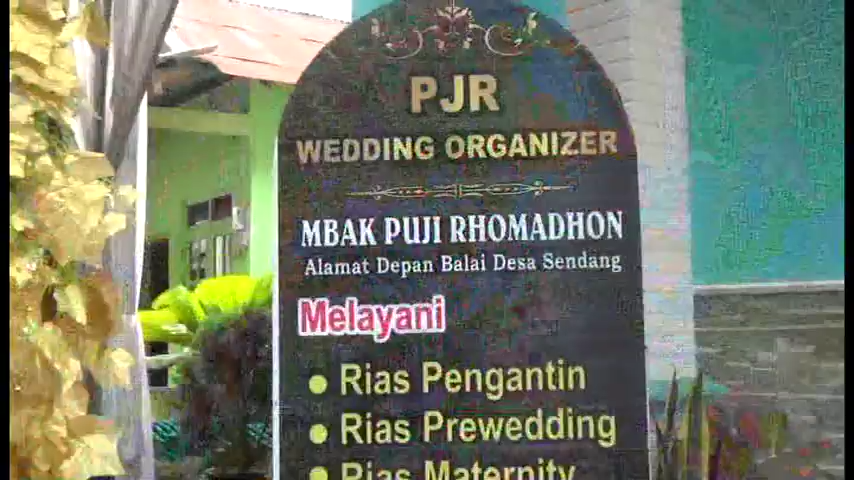 PJR
WEDDING ORGANIZER
MBAK PUJI RHOMADHON
Alamat Depan Balai Desa Sendang
Melayani
• Rias Pengantin
• Rias Prewedding
• Rias Maternity